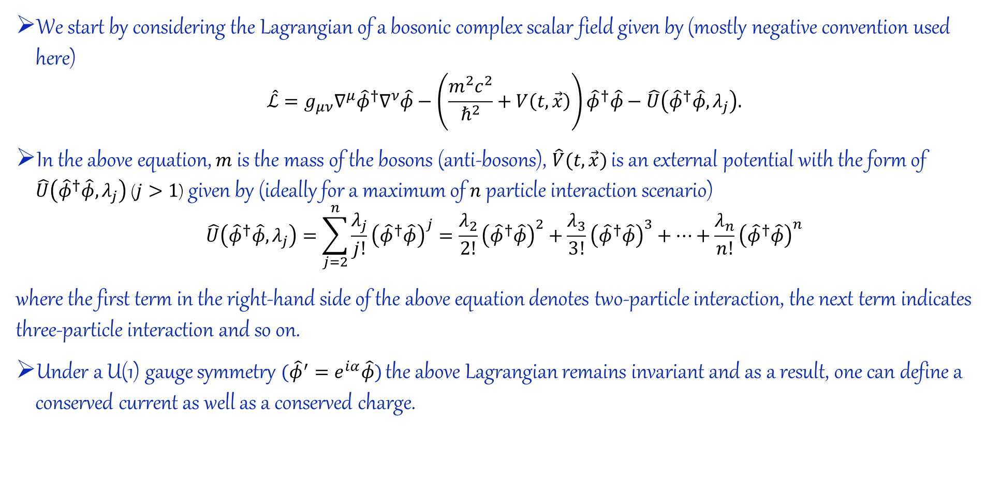 ➢We start by considering the Lagrangian of a bosonic complex scalar field given by (mostly negative convention used
here)
$\hat{\mathcal{L}} = g_{\mu\nu}\nabla^{\mu}\hat{\phi}^{\dagger}\nabla^{\nu}\hat{\phi} - \left(\frac{m^2c^2}{\hbar^2} + V(t,\vec{x})\right)\hat{\phi}^{\dagger}\hat{\phi} - \hat{U}(\hat{\phi}^{\dagger}\hat{\phi}, \lambda_j).$
➢In the above equation, $m$ is the mass of the bosons (anti-bosons), $\hat{V}(t,\vec{x})$ is an external potential with the form of
$\hat{U}(\hat{\phi}^{\dagger}\hat{\phi}, \lambda_j)$ $(j > 1)$ given by (ideally for a maximum of $n$ particle interaction scenario)
$\hat{U}(\hat{\phi}^{\dagger}\hat{\phi}, \lambda_j) = \sum_{j=2}^{n}\frac{\lambda_j}{j!}(\hat{\phi}^{\dagger}\hat{\phi})^j = \frac{\lambda_2}{2!}(\hat{\phi}^{\dagger}\hat{\phi})^2 + \frac{\lambda_3}{3!}(\hat{\phi}^{\dagger}\hat{\phi})^3 + \cdots + \frac{\lambda_n}{n!}(\hat{\phi}^{\dagger}\hat{\phi})^n$
where the first term in the right-hand side of the above equation denotes two-particle interaction, the next term indicates
three-particle interaction and so on.
➢Under a U(1) gauge symmetry ($\hat{\phi}' = e^{i\alpha}\hat{\phi}$) the above Lagrangian remains invariant and as a result, one can define a
conserved current as well as a conserved charge.